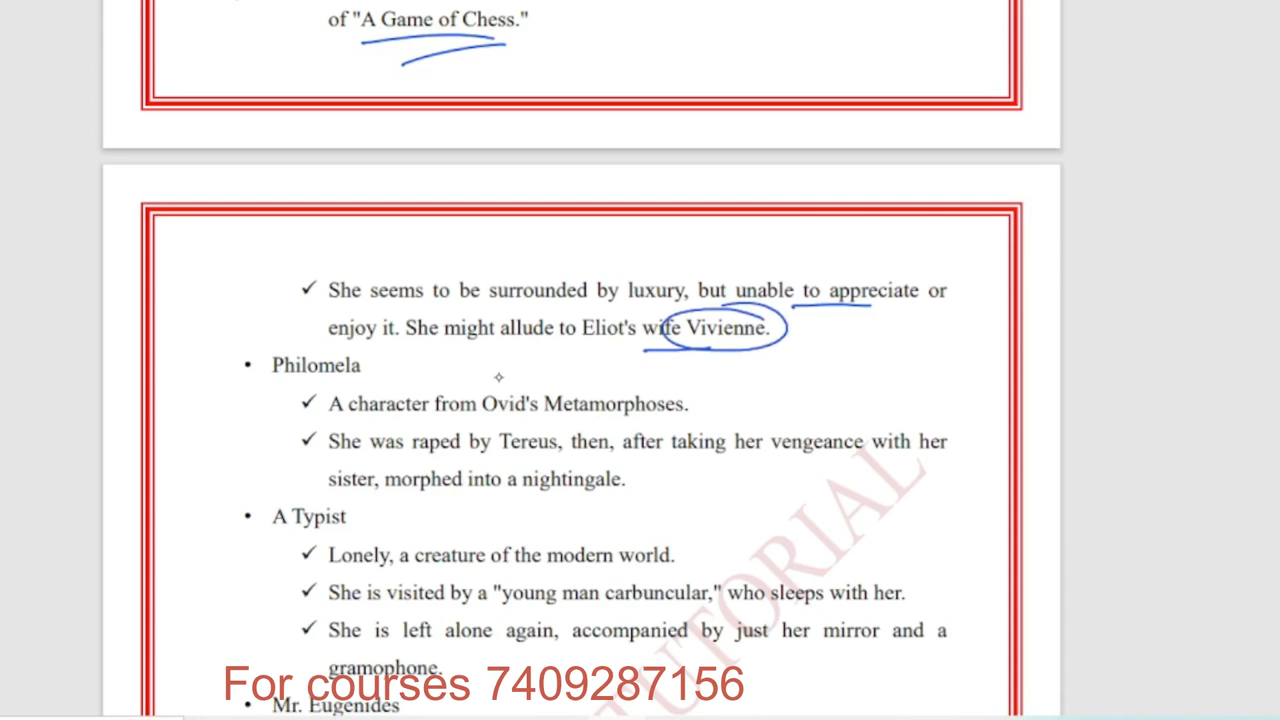 of "A Game of Chess."
✓ She seems to be surrounded by luxury, but unable to appreciate or
enjoy it. She might allude to Eliot's wife Vivienne.
• Philomela
✓ A character from Ovid's Metamorphoses.
✓ She was raped by Tereus, then, after taking her vengeance with her
sister, morphed into a nightingale.
• A Typist
✓ Lonely, a creature of the modern world.
✓ She is visited by a "young man carbuncular," who sleeps with her.
✓ She is left alone again, accompanied by just her mirror and a
gramophone.
For courses 7409287156
• Mr. Eugenides
TUTORIAL